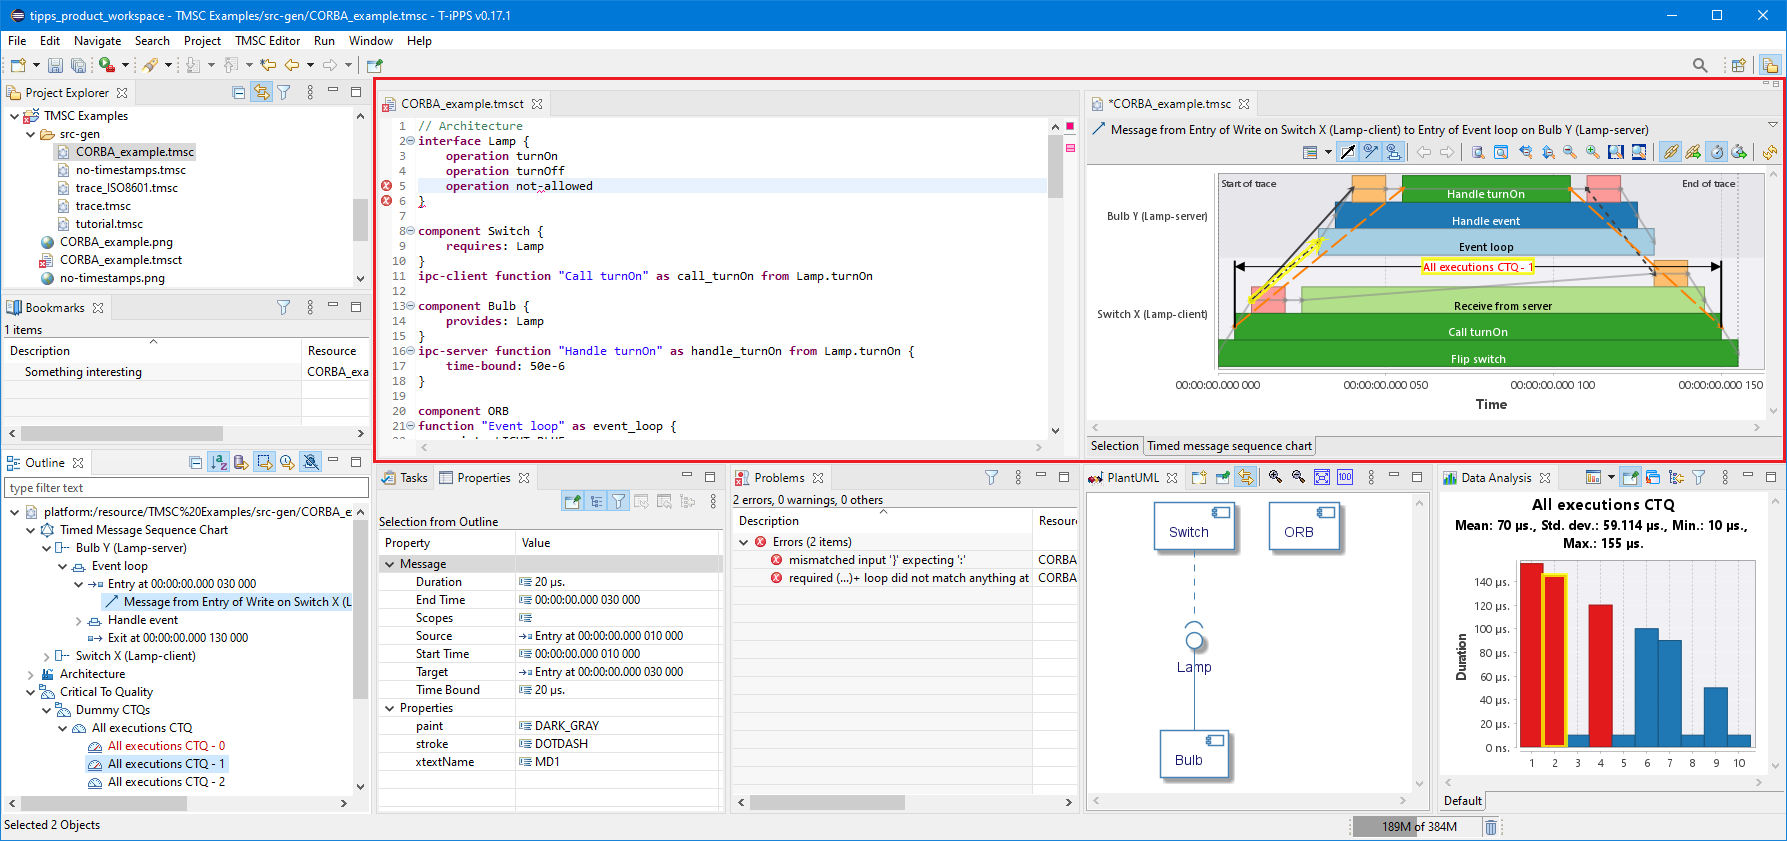 tipps_product_workspace - TMSC Examples/src-gen/CORBA_example.tmsc - T-iPPS v0.17.1
File Edit Navigate Search Project TMSC Editor Run Window Help
Project Explorer
TMSC Examples
src-gen
CORBA_example.tmsc
no-timestamps.tmsc
trace_ISO8601.tmsc
trace.tmsc
tutorial.tmsc
CORBA_example.png
CORBA_example.tmsct
no-timestamps.png
Bookmarks
1 items
Description Resource
Something interesting CORBA_exa
Outline
type filter text
platform:/resource/TMSC%20Examples/src-gen/CORBA_e
Timed Message Sequence Chart
Bulb Y (Lamp-server)
Event loop
Entry at 00:00:00.000 030 000
Message from Entry of Write on Switch X (L
Handle event
Exit at 00:00:00.000 130 000
Switch X (Lamp-client)
Architecture
Critical To Quality
Dummy CTQs
All executions CTQ
All executions CTQ - 0
All executions CTQ - 1
All executions CTQ - 2
Selected 2 Objects
CORBA_example.tmsct
1 // Architecture
2 interface Lamp {
3 operation turnOn
4 operation turnOff
5 operation not-allowed
6 }
7
8 component Switch {
9 requires: Lamp
10 }
11 ipc-client function "Call turnOn" as call_turnOn from Lamp.turnOn
12
13 component Bulb {
14 provides: Lamp
15 }
16 ipc-server function "Handle turnOn" as handle_turnOn from Lamp.turnOn {
17 time-bound: 50e-6
18 }
19
20 component ORB
21 function "Event loop" as event_loop {
*CORBA_example.tmsc
Message from Entry of Write on Switch X (Lamp-client) to Entry of Event loop on Bulb Y (Lamp-server)
Start of trace End of trace
Handle turnOn
Bulb Y (Lamp-server)
Handle event
Event loop
All executions CTQ - 1
Receive from server
Switch X (Lamp-client)
Call turnOn
Flip switch
00:00:00.000 000 00:00:00.000 050 00:00:00.000 100 00:00:00.000 150
Time
Selection Timed message sequence chart
Tasks Properties
Selection from Outline
Property Value
Message
Duration 20 µs.
End Time 00:00:00.000 030 000
Scopes
Source Entry at 00:00:00.000 010 000
Start Time 00:00:00.000 010 000
Target Entry at 00:00:00.000 030 000
Time Bound 20 µs.
Properties
paint DARK_GRAY
stroke DOTDASH
xtextName MD1
Problems
2 errors, 0 warnings, 0 others
Description Resourc
Errors (2 items)
mismatched input '}' expecting ':' CORBA
required (...)+ loop did not match anything at CORBA
PlantUML
100
Switch
ORB
Lamp
Bulb
Data Analysis
All executions CTQ
Mean: 70 µs., Std. dev.: 59.114 µs., Min.: 10 µs.,
Max.: 155 µs.
Duration
140 µs.
120 µs.
100 µs.
80 µs.
60 µs.
40 µs.
20 µs.
0 ns.
1 2 3 4 5 6 7 8 9 10
Default
189M of 384M